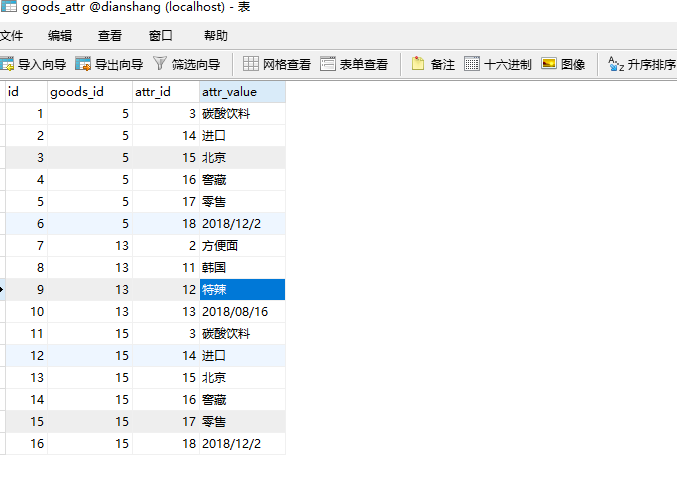 goods_attr @dianshang (localhost) - 表
文件 编辑 查看 窗口 帮助
导入向导 导出向导 筛选向导 网格查看 表单查看 备注 十六进制 图像 升序排序
id goods_id attr_id attr_value
1 5 3 碳酸饮料
2 5 14 进口
3 5 15 北京
4 5 16 窖藏
5 5 17 零售
6 5 18 2018/12/2
7 13 2 方便面
8 13 11 韩国
9 13 12 特辣
10 13 13 2018/08/16
11 15 3 碳酸饮料
12 15 14 进口
13 15 15 北京
14 15 16 窖藏
15 15 17 零售
16 15 18 2018/12/2